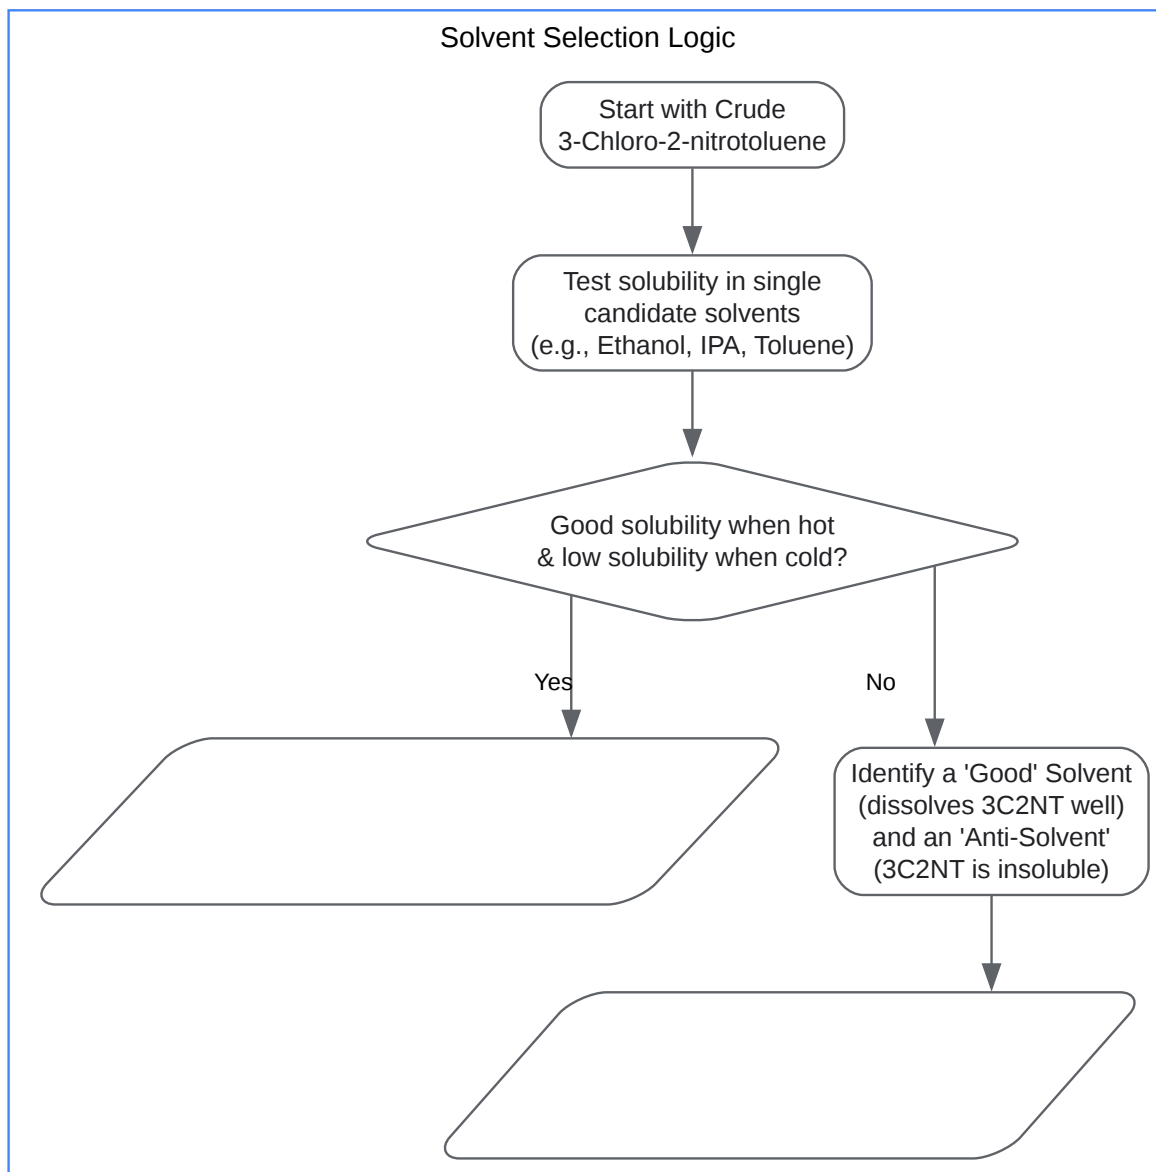 Solvent Selection Logic
Start with Crude
3-Chloro-2-nitrotoluene
Test solubility in single
candidate solvents
(e.g., Ethanol, IPA, Toluene)
Good solubility when hot
& low solubility when cold?
Yes
No
Identify a 'Good' Solvent
(dissolves 3C2NT well)
and an 'Anti-Solvent'
(3C2NT is insoluble)